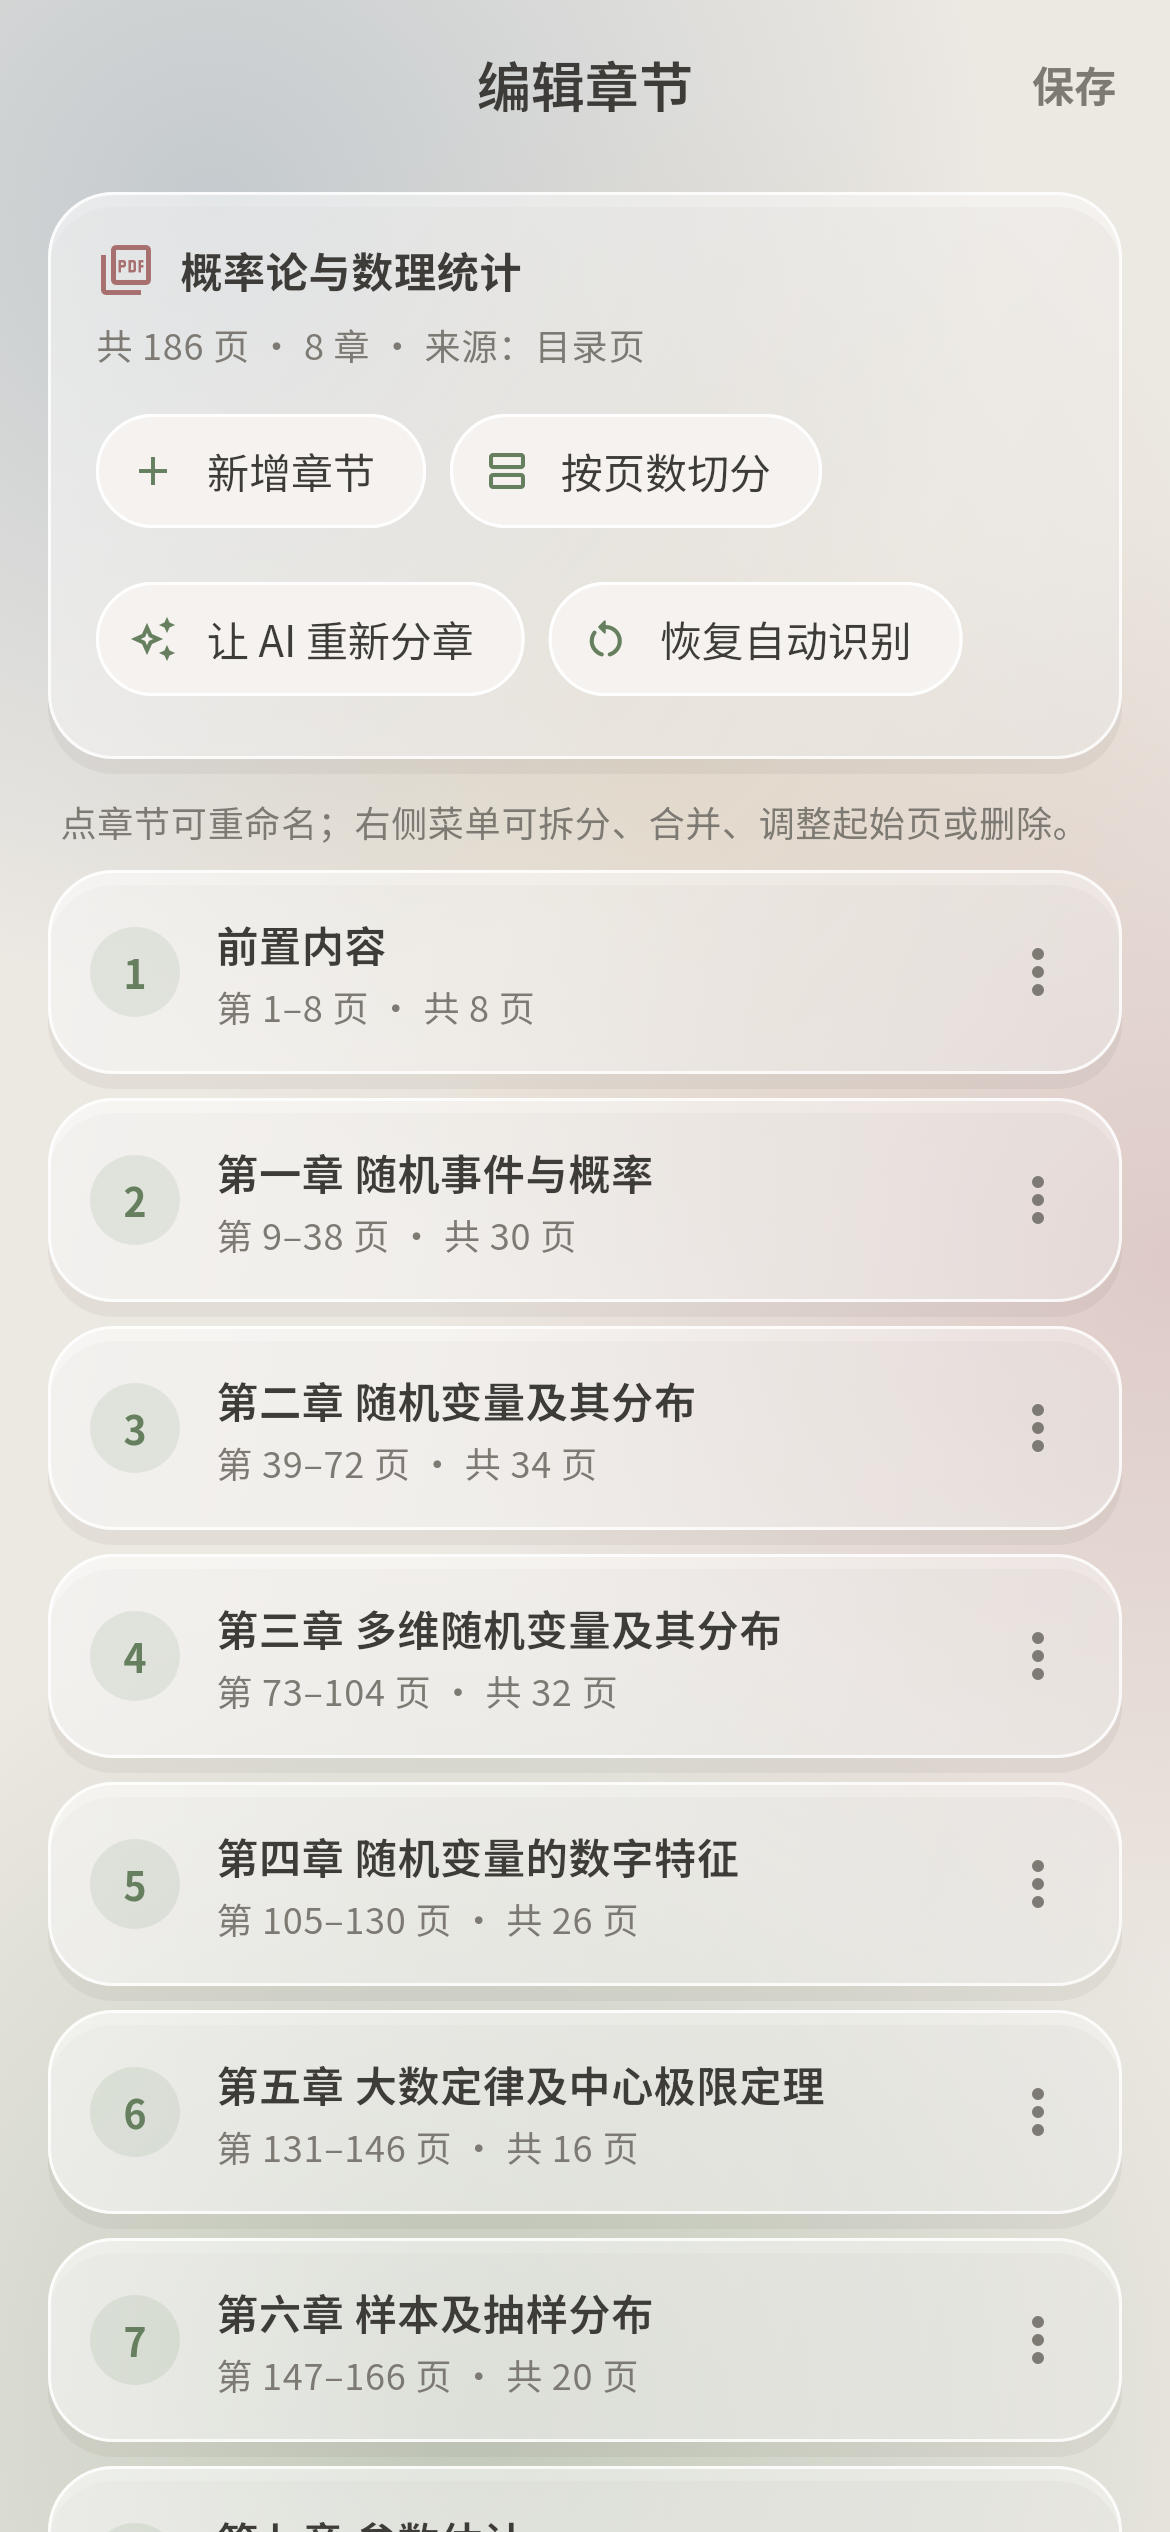 编辑章节
保存
PDF
概率论与数理统计
共 186 页 · 8 章 · 来源：目录页
新增章节
按页数切分
让 AI 重新分章
恢复自动识别
点章节可重命名；右侧菜单可拆分、合并、调整起始页或删除。
1
前置内容
第 1–8 页 · 共 8 页
2
第一章 随机事件与概率
第 9–38 页 · 共 30 页
3
第二章 随机变量及其分布
第 39–72 页 · 共 34 页
4
第三章 多维随机变量及其分布
第 73–104 页 · 共 32 页
5
第四章 随机变量的数字特征
第 105–130 页 · 共 26 页
6
第五章 大数定律及中心极限定理
第 131–146 页 · 共 16 页
7
第六章 样本及抽样分布
第 147–166 页 · 共 20 页
第七章 参数估计